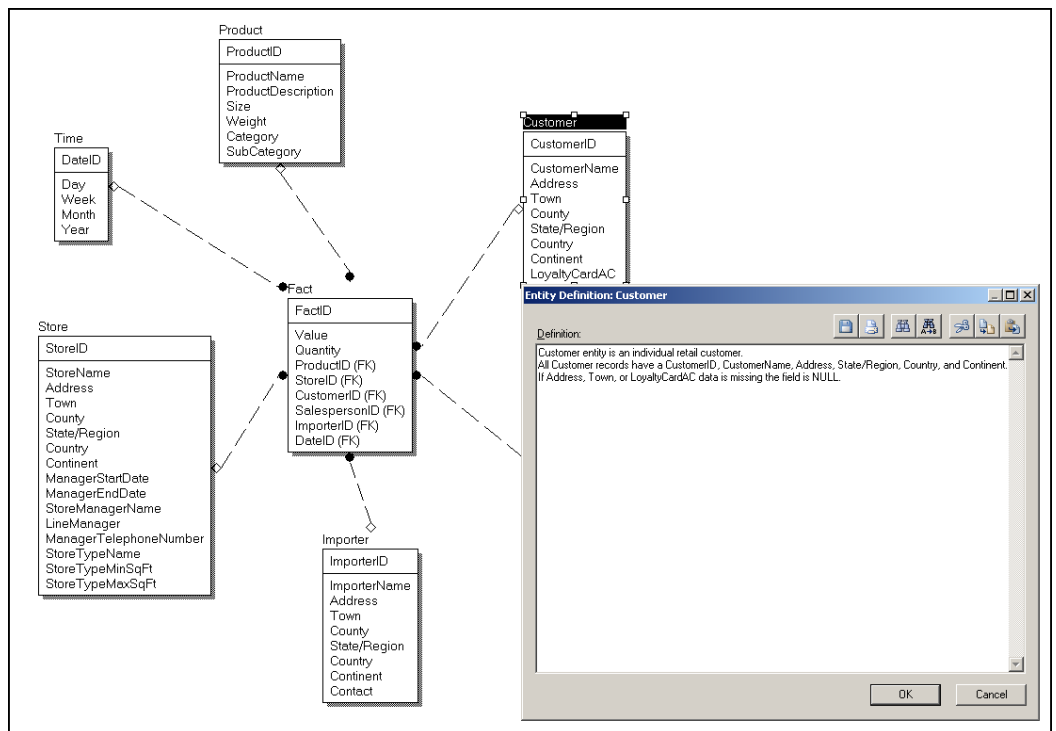 Product
ProductID
ProductName
ProductDescription
Size
Weight
Category
SubCategory
Time
DateID
Day
Week
Month
Year
Customer
CustomerID
CustomerName
Address
Town
County
State/Region
Country
Continent
LoyaltyCardAC
Fact
FactID
Value
Quantity
ProductID (FK)
StoreID (FK)
CustomerID (FK)
SalespersonID (FK)
ImporterID (FK)
DateID (FK)
Store
StoreID
StoreName
Address
Town
County
State/Region
Country
Continent
ManagerStartDate
ManagerEndDate
StoreManagerName
LineManager
ManagerTelephoneNumber
StoreTypeName
StoreTypeMinSqFt
StoreTypeMaxSqFt
Importer
ImporterID
ImporterName
Address
Town
County
State/Region
Country
Continent
Contact
Entity Definition: Customer
Definition:
Customer entity is an individual retail customer.
All Customer records have a CustomerID, CustomerName, Address, State/Region, Country, and Continent.
If Address, Town, or LoyaltyCardAC data is missing the field is NULL.
OK
Cancel